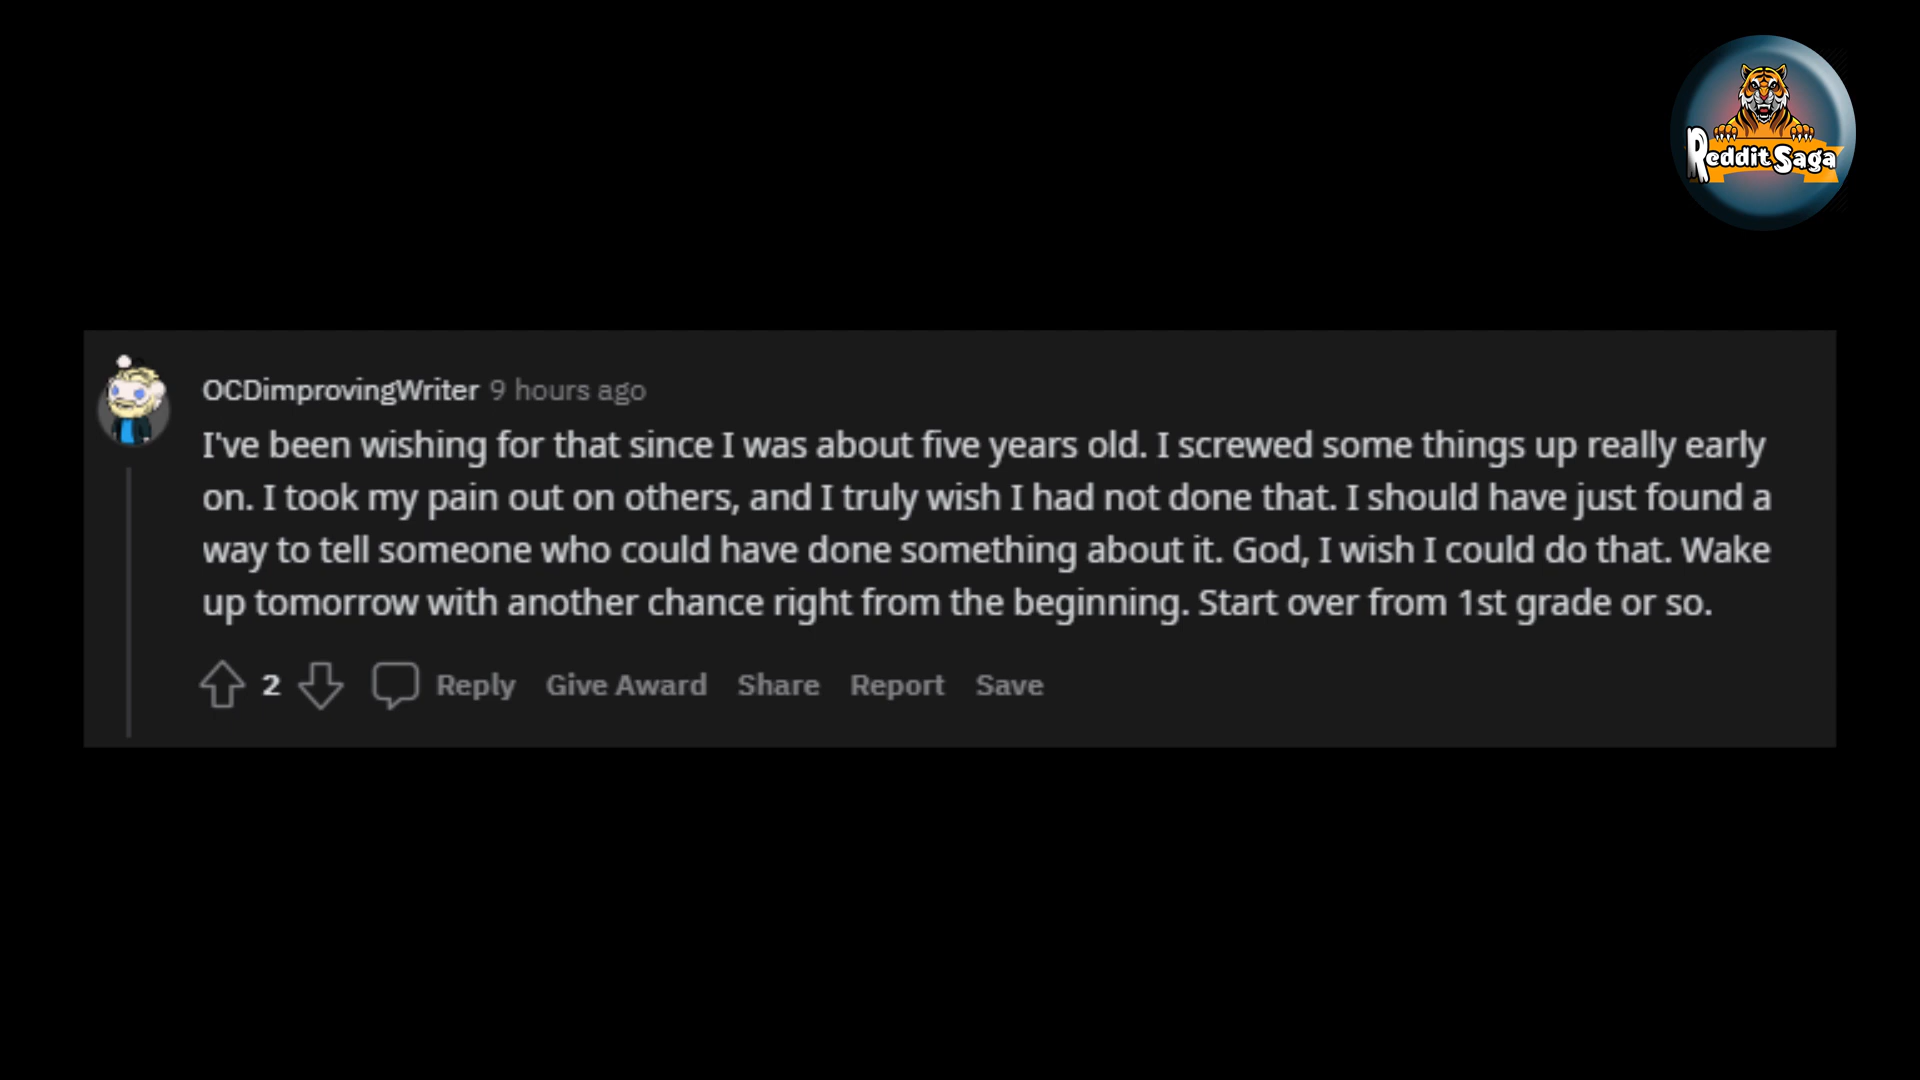 Reddit Saga
OCDimprovingWriter 9 hours ago
I've been wishing for that since I was about five years old. I screwed some things up really early
on. I took my pain out on others, and I truly wish I had not done that. I should have just found a
way to tell someone who could have done something about it. God, I wish I could do that. Wake
up tomorrow with another chance right from the beginning. Start over from 1st grade or so.
2 Reply Give Award Share Report Save